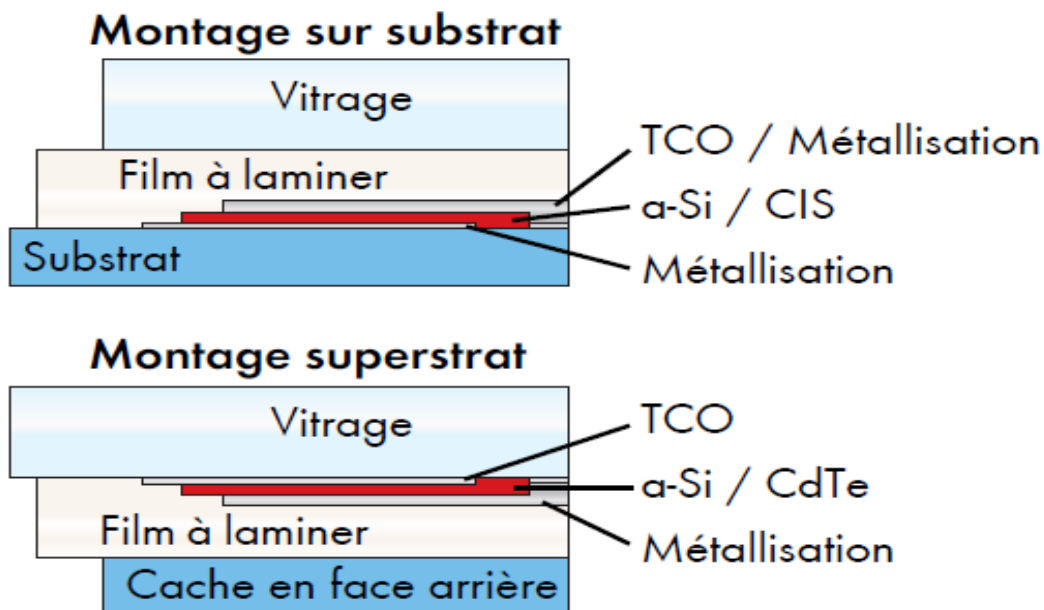 Montage sur substrat
Vitrage
TCO / Métallisation
Film à laminer
a-Si / CIS
Substrat
Métallisation
Montage superstrat
Vitrage
TCO
a-Si / CdTe
Film à laminer
Métallisation
Cache en face arrière